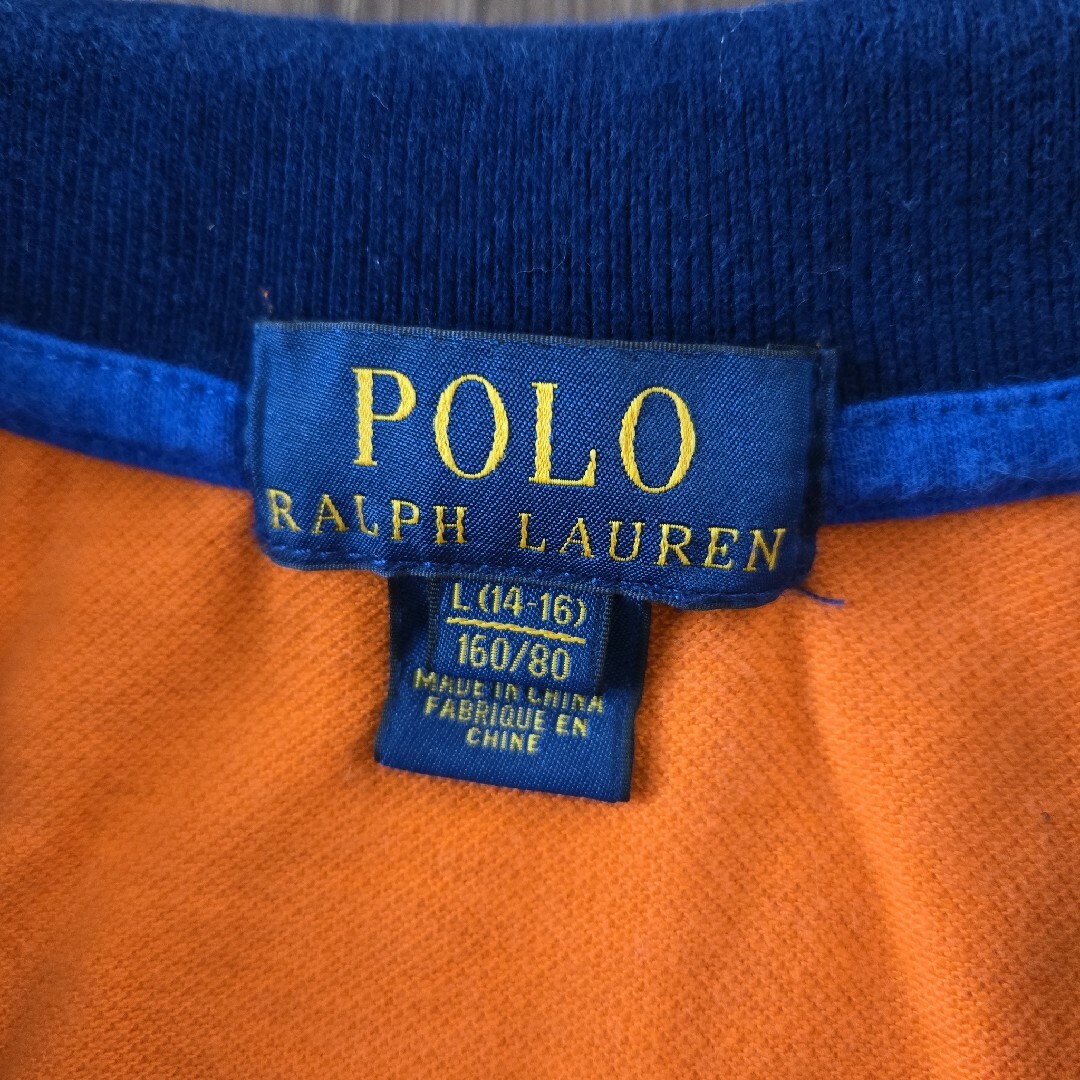 POLO
RALPH LAUREN
L (14-16)
160/80
MADE IN CHINA
FABRIQUE EN
CHINE